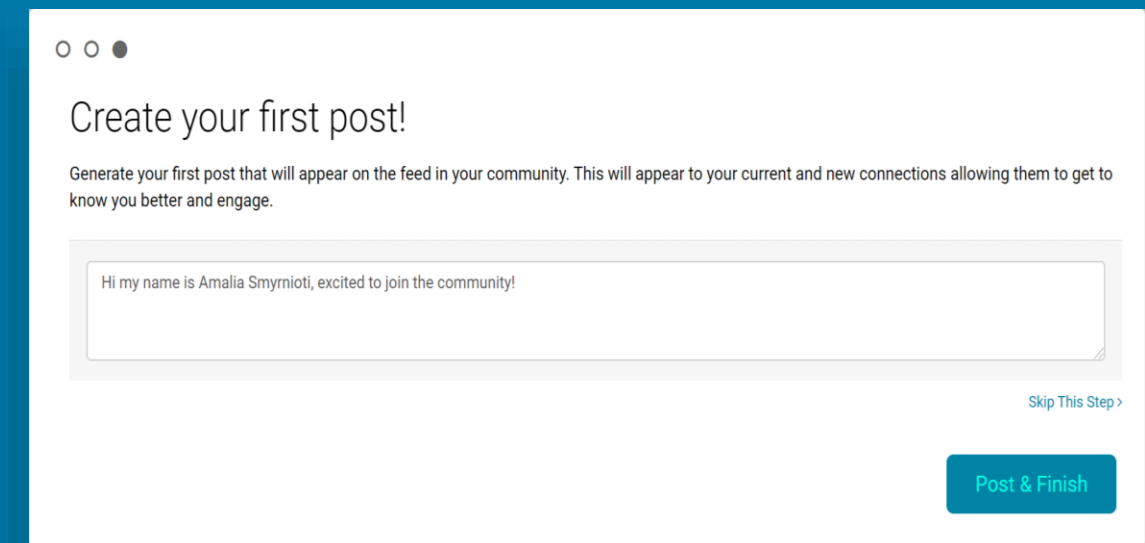 Create your first post!
Generate your first post that will appear on the feed in your community. This will appear to your current and new connections allowing them to get to
know you better and engage.
Hi my name is Amalia Smyrnioti, excited to join the community!
Skip This Step >
Post & Finish